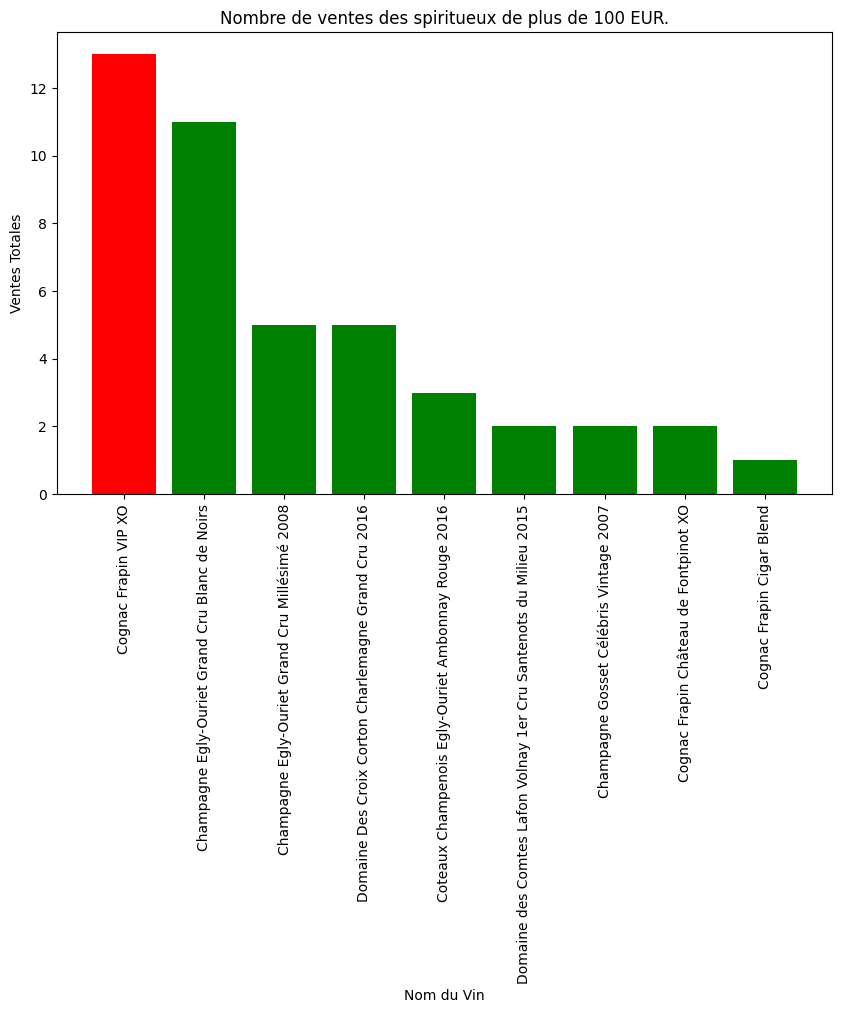 Nombre de ventes des spiritueux de plus de 100 EUR.
Ventes Totales
12
10
8
6
4
2
0
Cognac Frapin VIP XO
Champagne Egly-Ouriet Grand Cru Blanc de Noirs
Champagne Egly-Ouriet Grand Cru Millésimé 2008
Domaine Des Croix Corton Charlemagne Grand Cru 2016
Coteaux Champenois Egly-Ouriet Ambonnay Rouge 2016
Domaine des Comtes Lafon Volnay 1er Cru Santenots du Milieu 2015
Champagne Gosset Célébris Vintage 2007
Cognac Frapin Château de Fontpinot XO
Cognac Frapin Cigar Blend
Nom du Vin